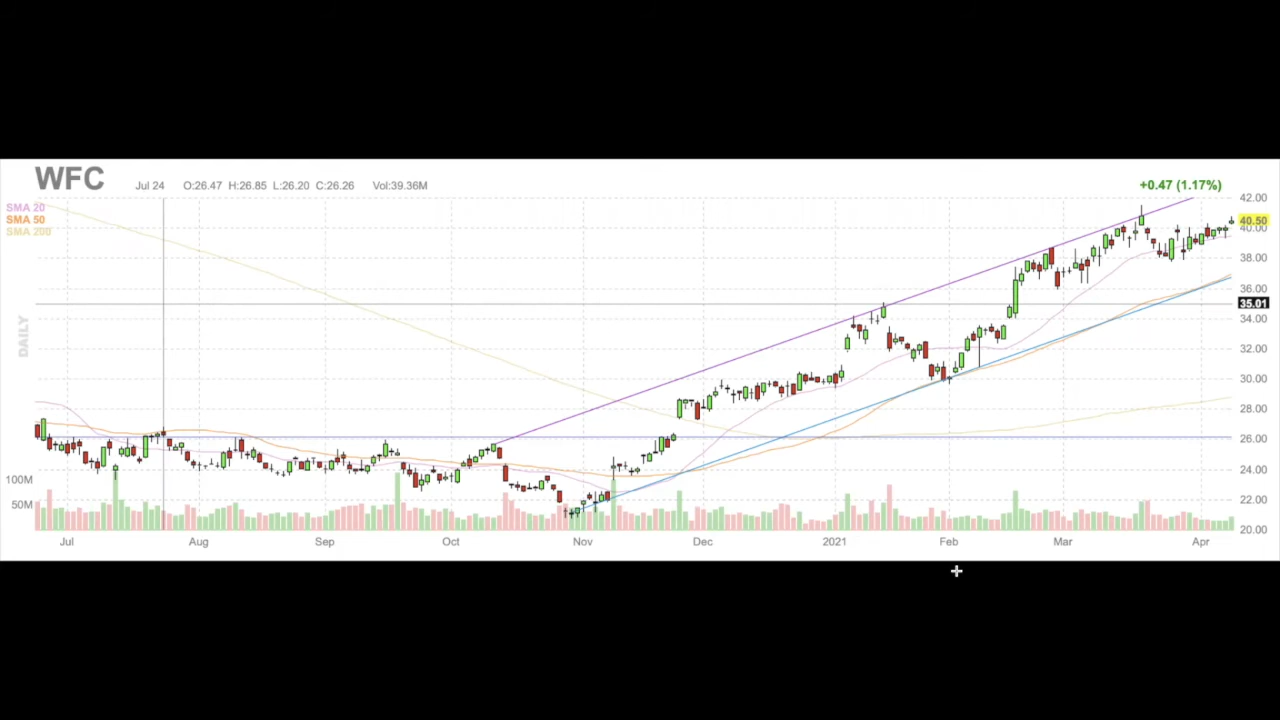 WFC Jul 24 O:26.47 H:26.85 L:26.20 C:26.26 Vol:39.36M +0.47 (1.17%)
SMA 20
SMA 50
SMA 200
DAILY
100M
50M
42.00
40.50
40.00
38.00
36.00
35.01
34.00
32.00
30.00
28.00
26.00
24.00
22.00
20.00
Jul Aug Sep Oct Nov Dec 2021 Feb Mar Apr